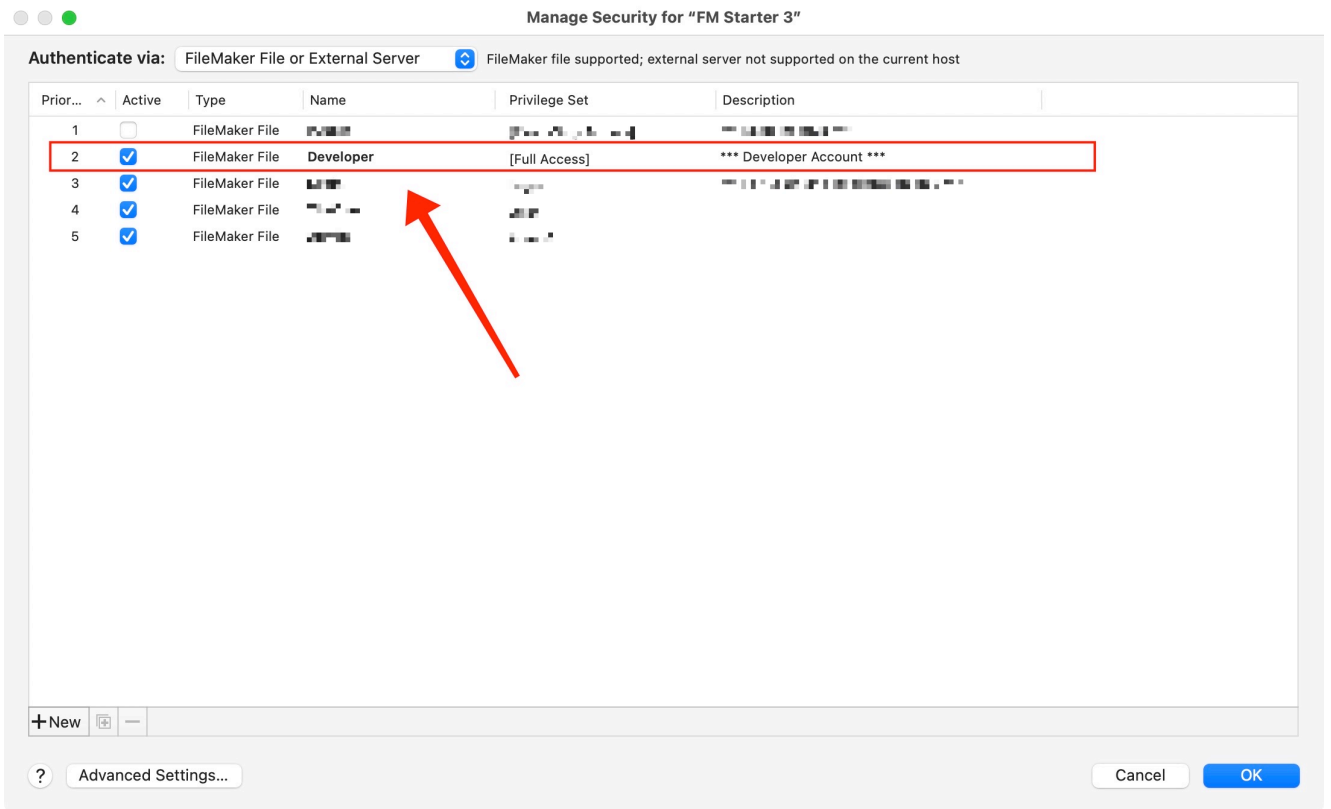 Manage Security for “FM Starter 3”
Authenticate via: FileMaker File or External Server FileMaker file supported; external server not supported on the current host
Prior... Active Type Name Privilege Set Description
1 FileMaker File
2 FileMaker File Developer [Full Access] *** Developer Account ***
3 FileMaker File
4 FileMaker File
5 FileMaker File
+New
? Advanced Settings... Cancel OK